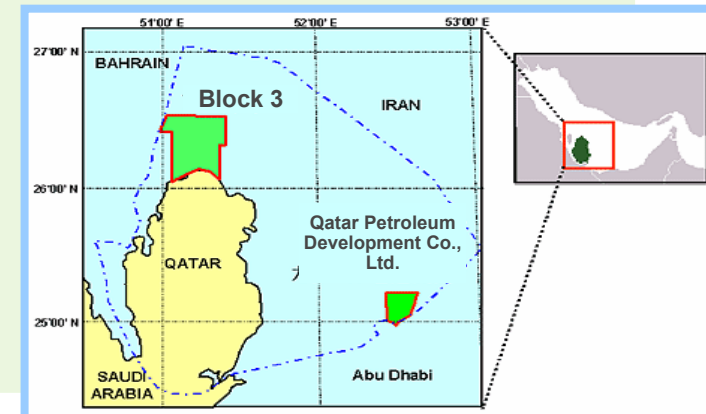 51°00' E
52°00' E
53°00' E
27°00' N
BAHRAIN
Block 3
IRAN
26°00' N
Qatar Petroleum
Development Co.,
Ltd.
QATAR
25°00' N
SAUDI
ARABIA
Abu Dhabi